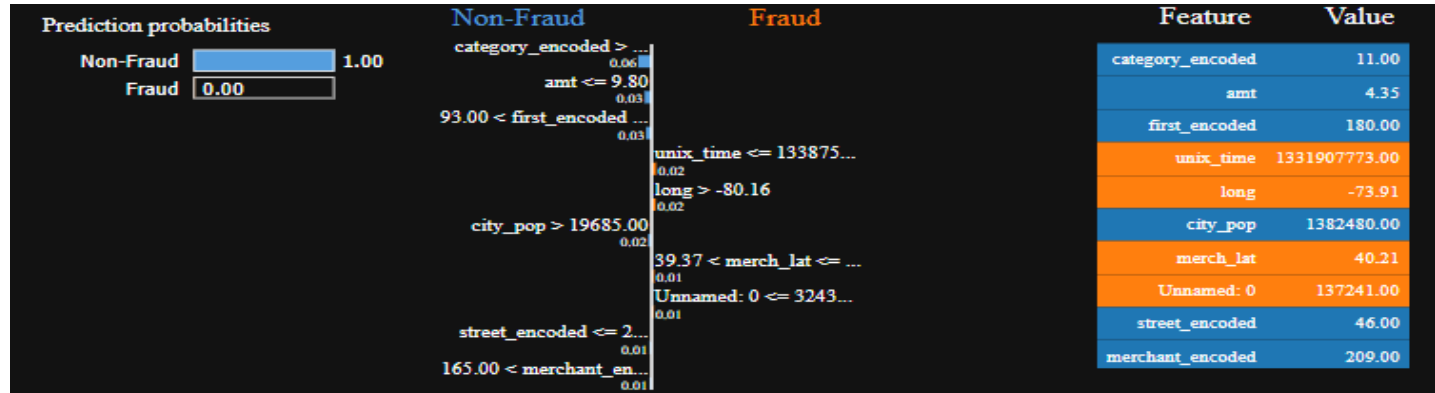 Prediction probabilities
Non-Fraud 1.00
Fraud 0.00
Non-Fraud Fraud
category_encoded > ...
0.06
amt <= 9.80
0.03
93.00 < first_encoded ...
0.03
unix_time <= 133875...
0.02
long > -80.16
0.02
city_pop > 19685.00
0.02
39.37 < merch_lat <= ...
0.01
Unnamed: 0 <= 3243...
0.01
street_encoded <= 2...
0.01
165.00 < merchant_en...
0.01
Feature Value
category_encoded 11.00
amt 4.35
first_encoded 180.00
unix_time 1331907773.00
long -73.91
city_pop 1382480.00
merch_lat 40.21
Unnamed: 0 137241.00
street_encoded 46.00
merchant_encoded 209.00